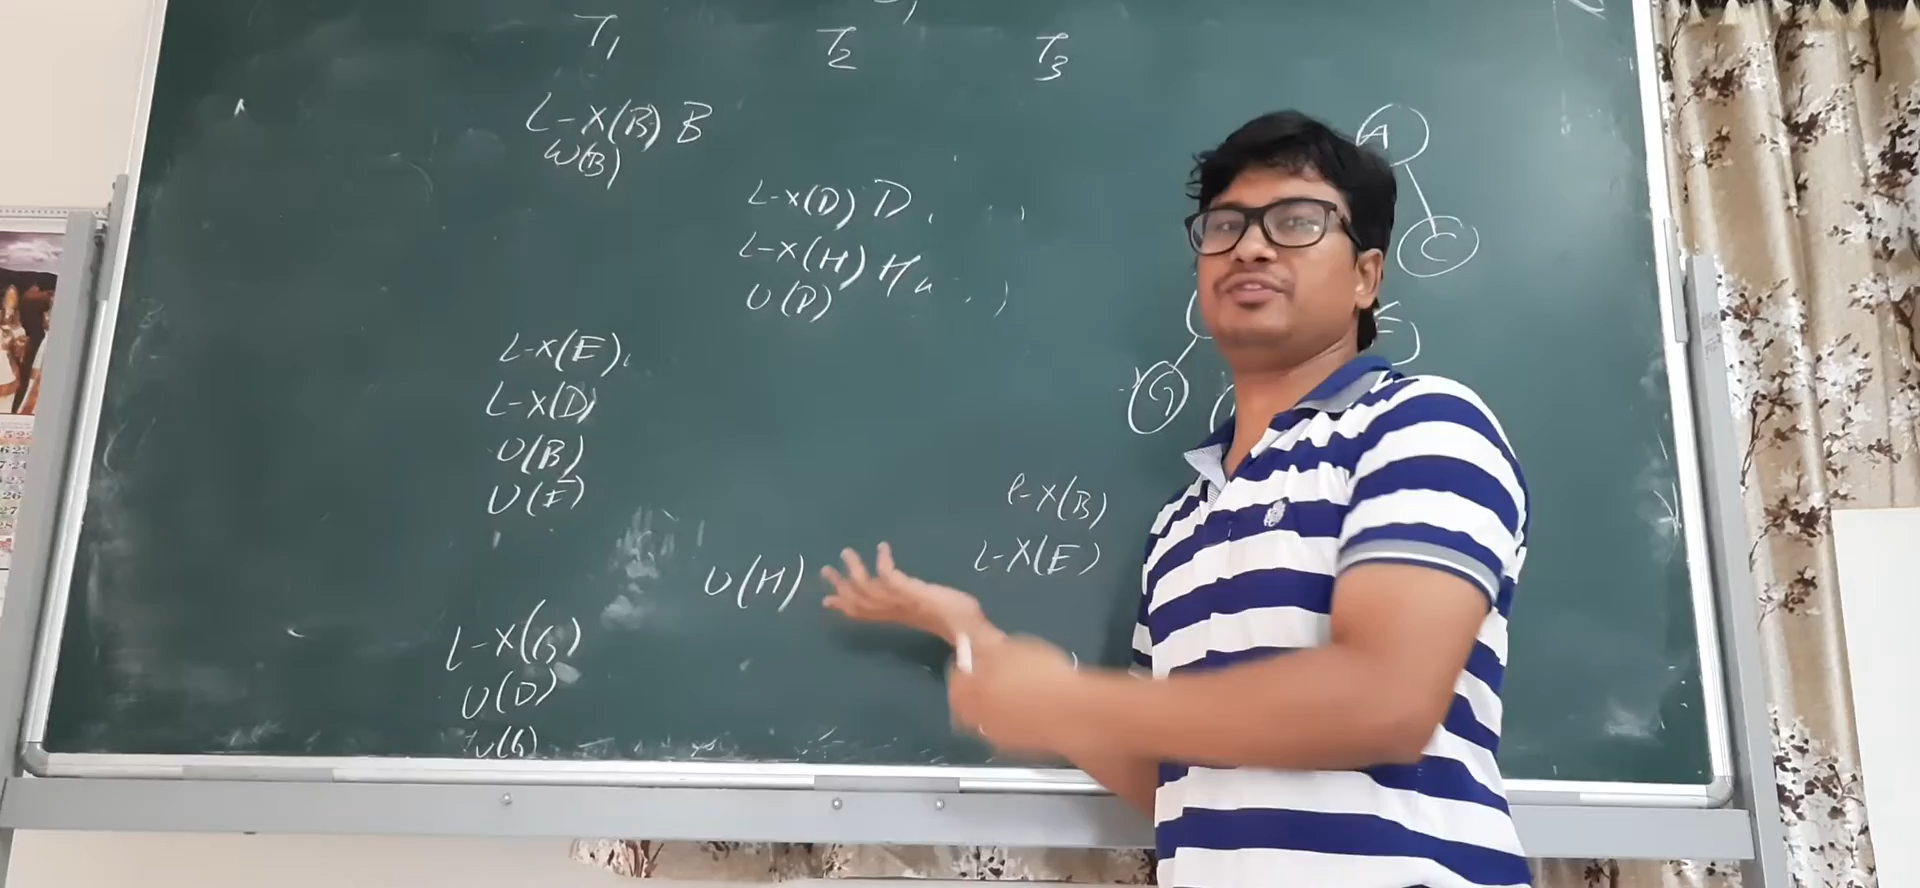 T1 T2 T3
L-X(B) B
W(B)
L-X(D) D
L-X(H) H
U(D)
L-X(E)
L-X(D)
U(B)
U(E)
L-X(B)
L-X(E)
U(H)
L-X(G)
U(D)
U(G)
A
C
E
G